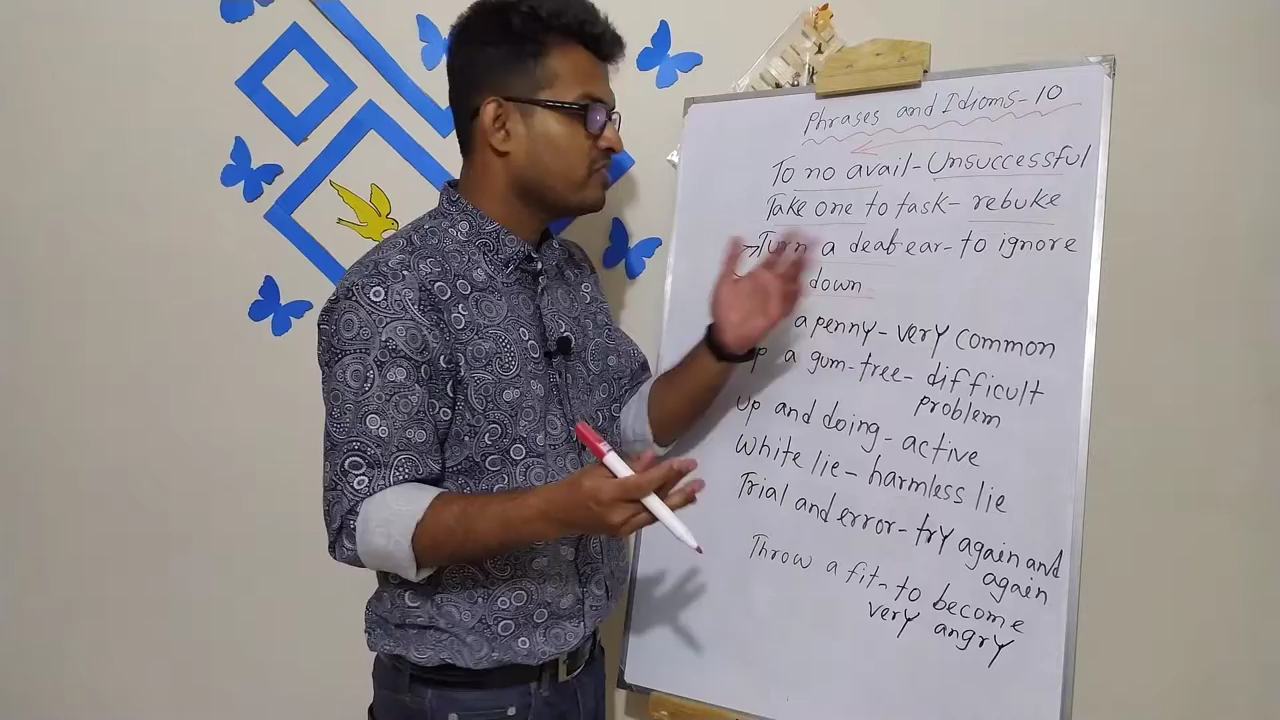 Phrases and Idioms-10
To no avail-Unsuccessful
Take one to task-rebuke
Turn a deaf ear-to ignore
down
a penny-very common
up a gum-tree-difficult
problem
up and doing-active
White lie-harmless lie
Trial and error-try again and
again
Throw a fit-to become
very angry